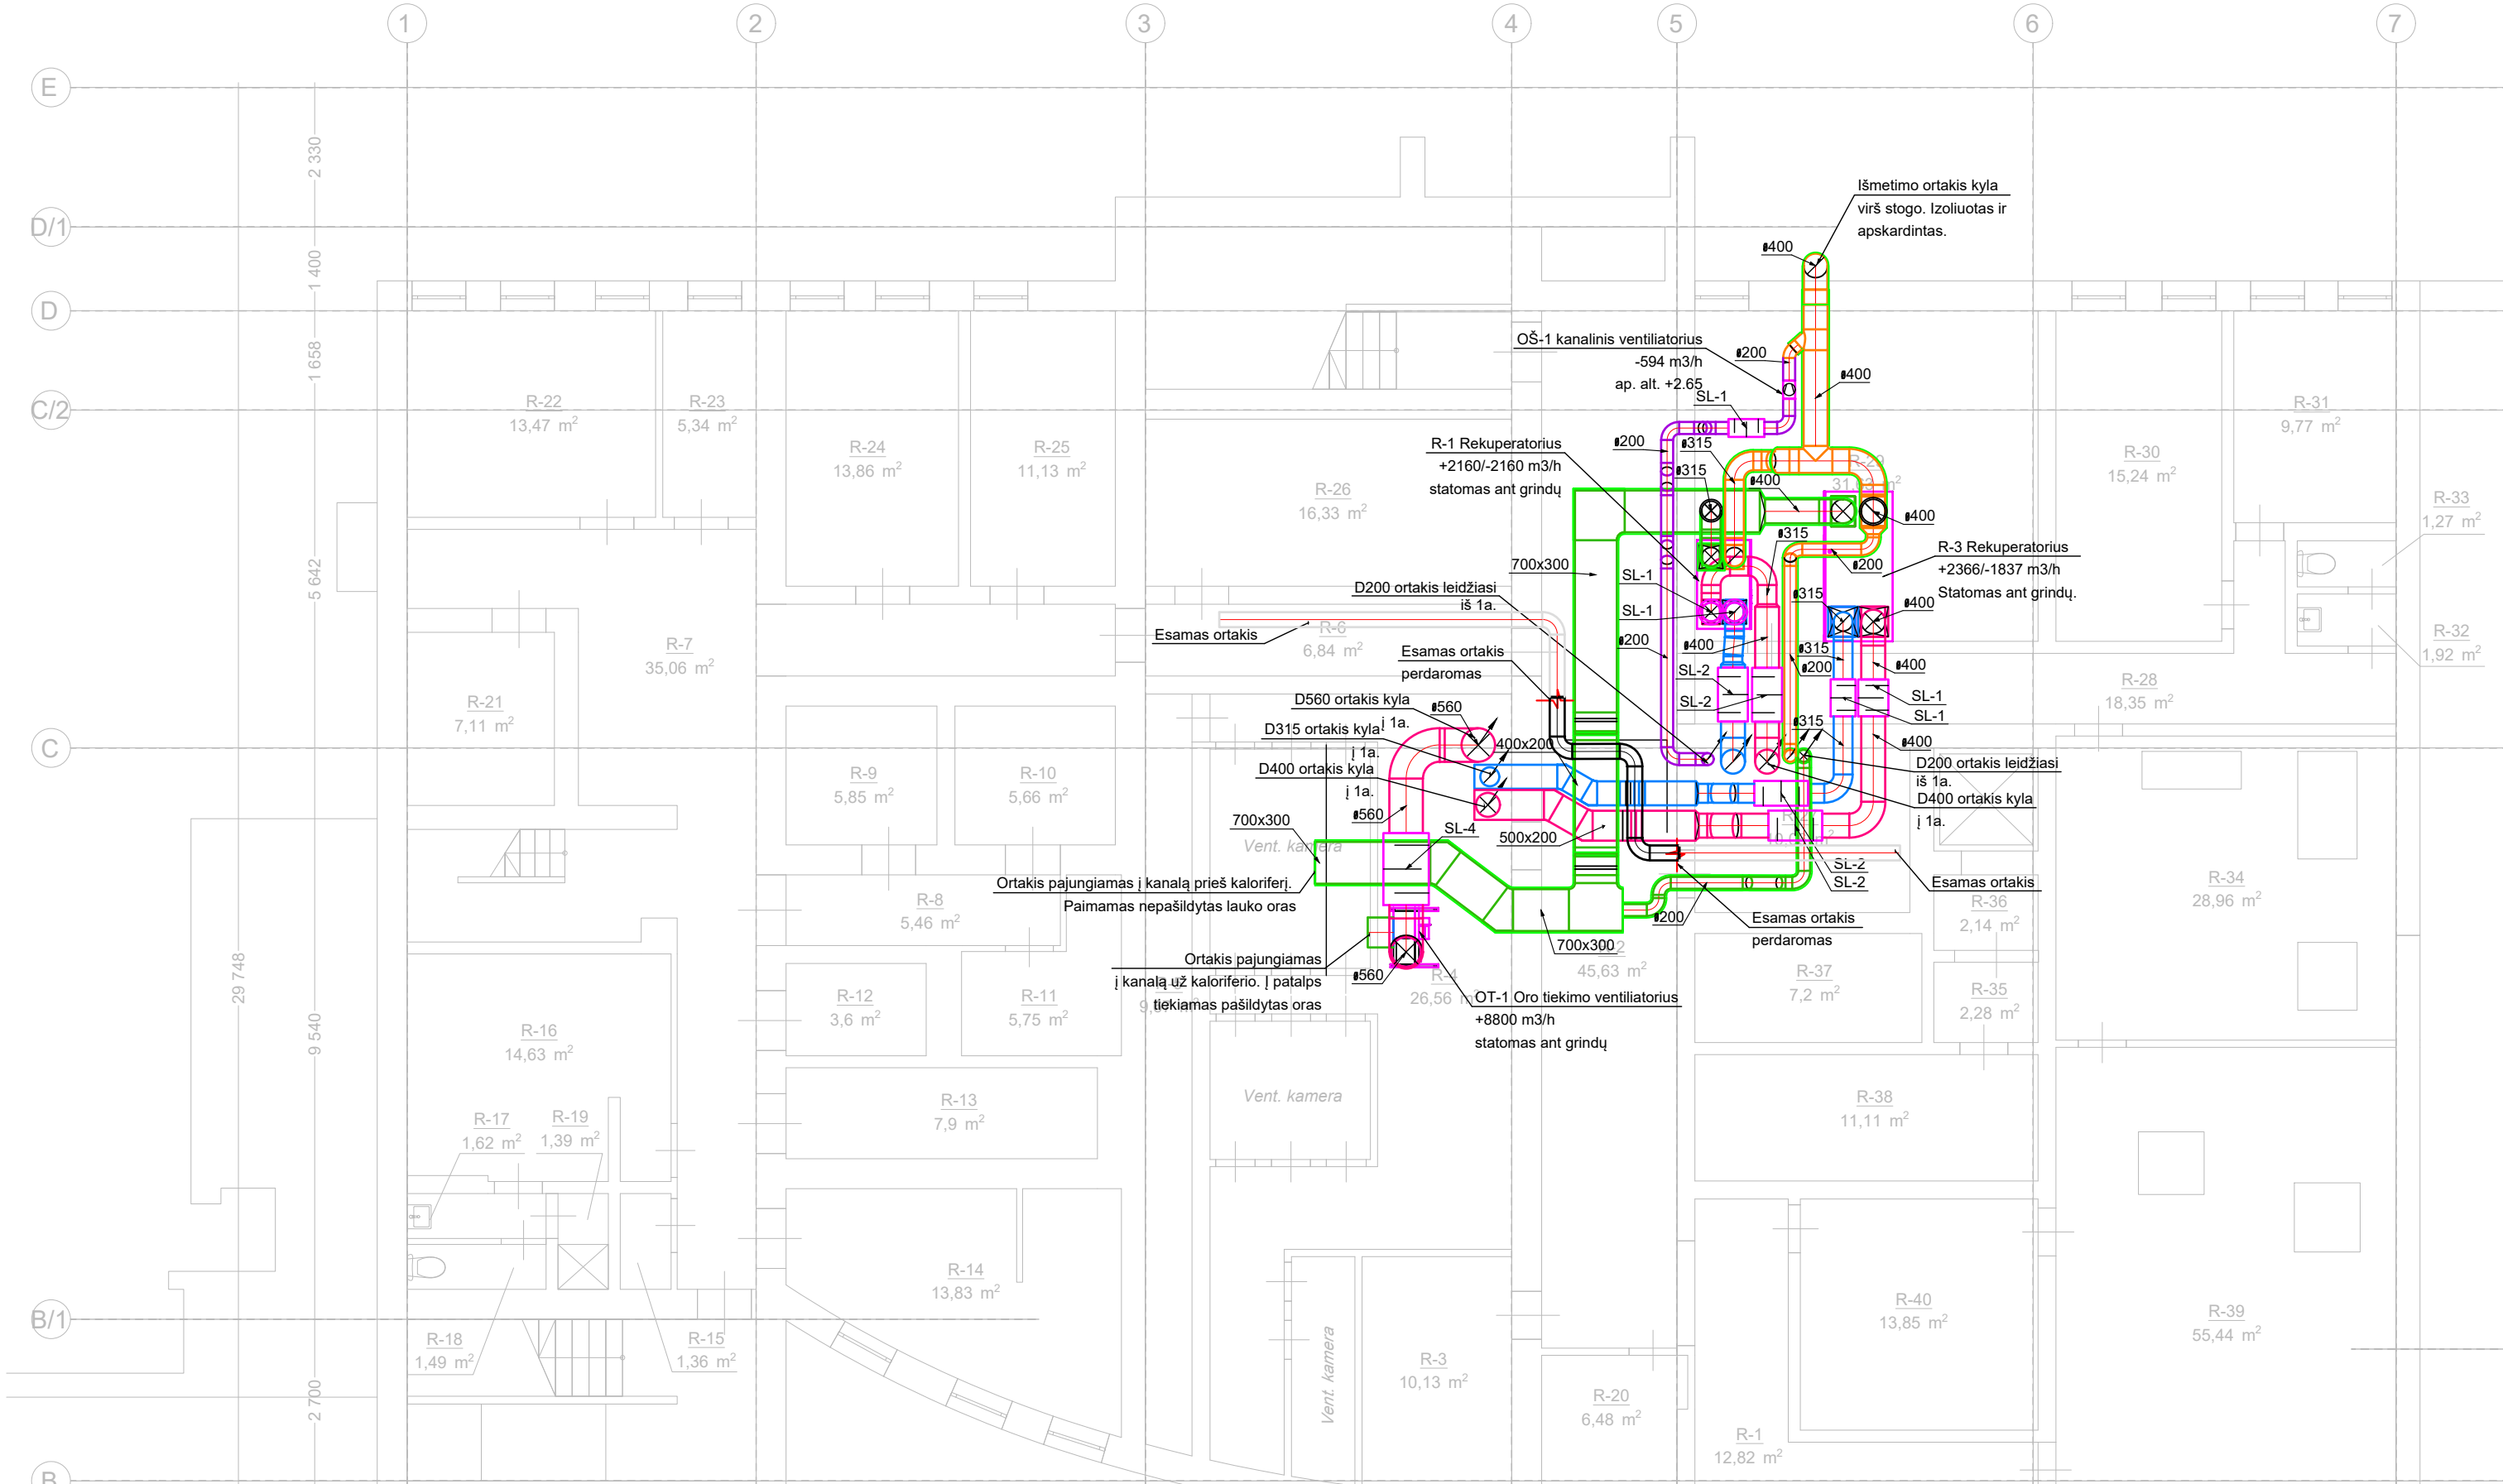 1
2
3
4
5
6
7
E
D/1
D
C/2
C
B/1
B
2 330
1 400
1 658
5 642
9 540
29 748
2 700
Išmetimo ortakis kyla
virš stogo. Izoliuotas ir
apskardintas.
ø400
OŠ-1 kanalinis ventiliatorius
-594 m3/h
ap. alt. +2.65
ø200
ø400
SL-1
R-22
13,47 m²
R-23
5,34 m²
R-24
13,86 m²
R-25
11,13 m²
R-26
16,33 m²
R-1 Rekuperatorius
+2160/-2160 m3/h
statomas ant grindų
ø200
ø315
ø315
ø400
R-29
ø400
R-30
15,24 m²
R-31
9,77 m²
R-33
1,27 m²
R-3 Rekuperatorius
+2366/-1837 m3/h
Statomas ant grindų.
ø315
ø200
700x300
SL-1
SL-1
D200 ortakis leidžiasi
iš 1a.
ø315
ø400
Esamas ortakis
R-6
6,84 m²
R-7
35,06 m²
ø200
ø400
ø315
ø200
ø400
R-32
1,92 m²
Esamas ortakis
perdaromas
SL-2
SL-2
SL-1
SL-1
R-28
18,35 m²
R-21
7,11 m²
D560 ortakis kyla
į 1a.
ø560
D315 ortakis kyla
į 1a.
400x200
ø315
ø400
D400 ortakis kyla
į 1a.
D200 ortakis leidžiasi
iš 1a.
D400 ortakis kyla
į 1a.
R-9
5,85 m²
R-10
5,66 m²
ø560
700x300
SL-4
500x200
Vent. kamera
SL-2
SL-2
Ortakis pajungiamas į kanalą prieš kaloriferį.
Paimamas nepašildytas lauko oras
Esamas ortakis
R-8
5,46 m²
R-34
28,96 m²
R-36
2,14 m²
ø200
Esamas ortakis
perdaromas
700x300
45,63 m²
Ortakis pajungiamas
į kanalą už kaloriferio. Į patalps
tiekiamas pašildytas oras
ø560
R-4
26,56 m²
OT-1 Oro tiekimo ventiliatorius
+8800 m3/h
statomas ant grindų
R-37
7,2 m²
R-35
2,28 m²
R-12
3,6 m²
R-11
5,75 m²
R-16
14,63 m²
R-13
7,9 m²
Vent. kamera
R-38
11,11 m²
R-17
1,62 m²
R-19
1,39 m²
R-14
13,83 m²
R-40
13,85 m²
R-39
55,44 m²
R-18
1,49 m²
R-15
1,36 m²
Vent. kamera
R-3
10,13 m²
R-20
6,48 m²
R-1
12,82 m²